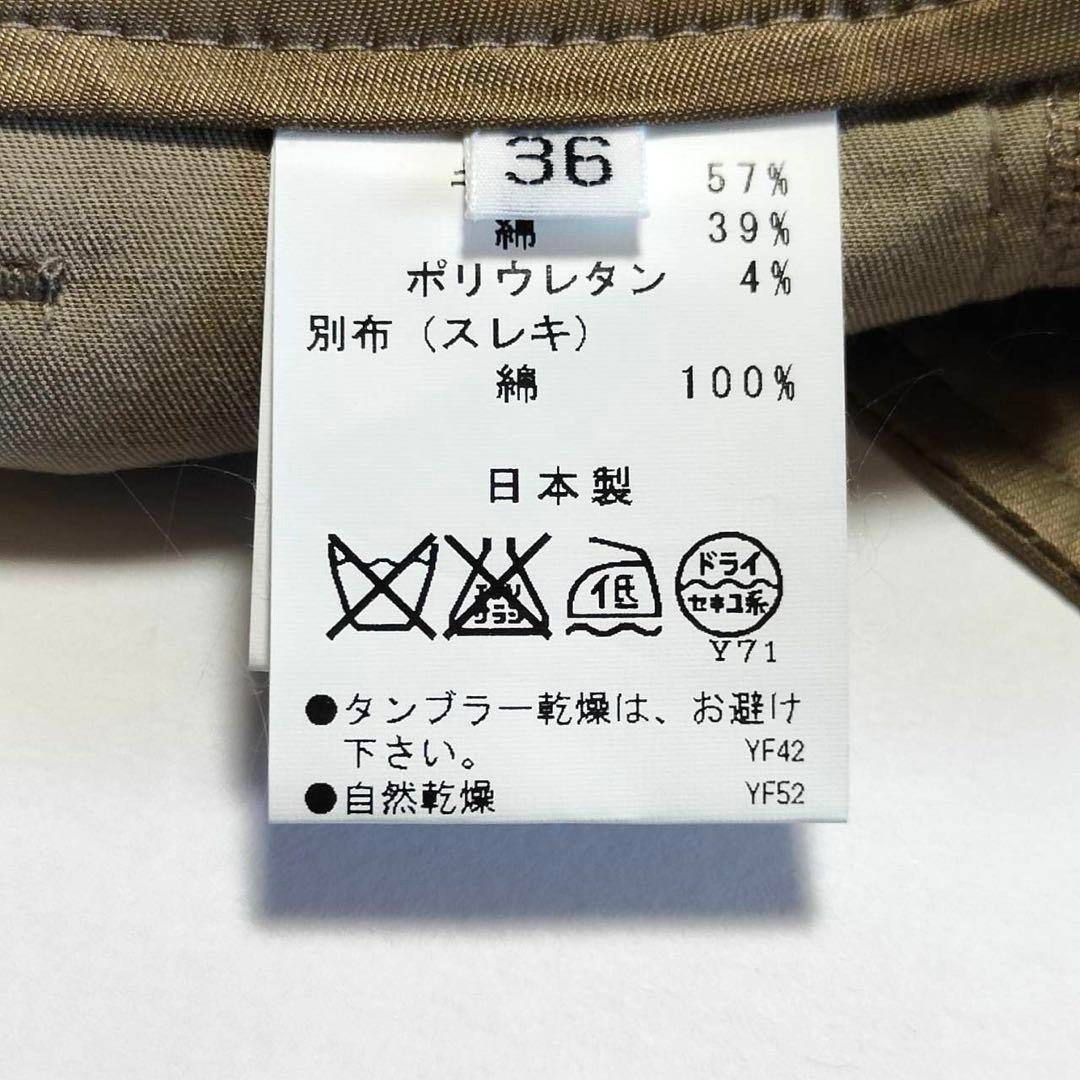 36
57%
綿 39%
ポリウレタン 4%
別布（スレキ）
綿 100%
日本製
低 ドライ
セキユ系
Y71
●タンブラー乾燥は、お避け
下さい。 YF42
●自然乾燥 YF52